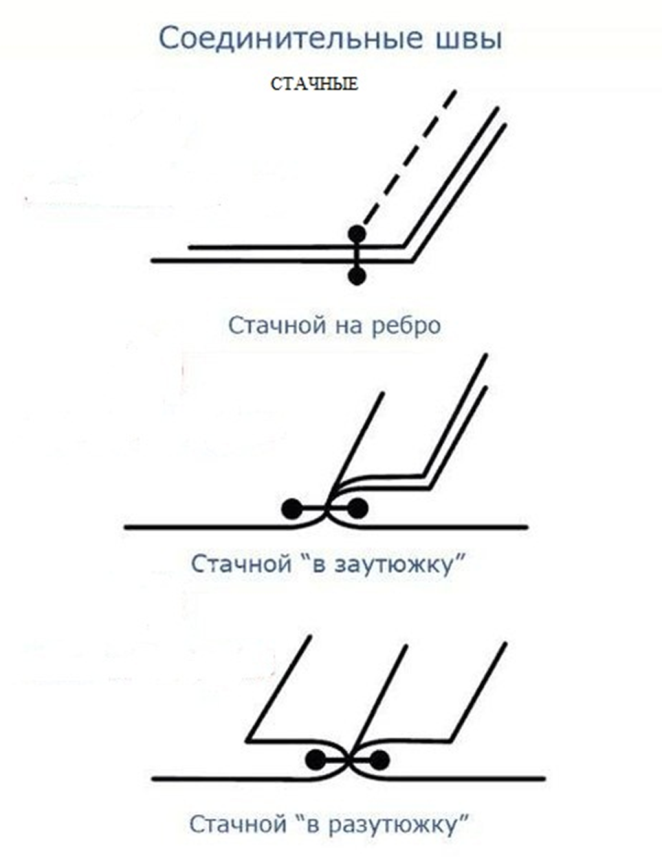 Соединительные швы
СТАЧНЫЕ
Стачной на ребро
Стачной “в заутюжку”
Стачной “в разутюжку”